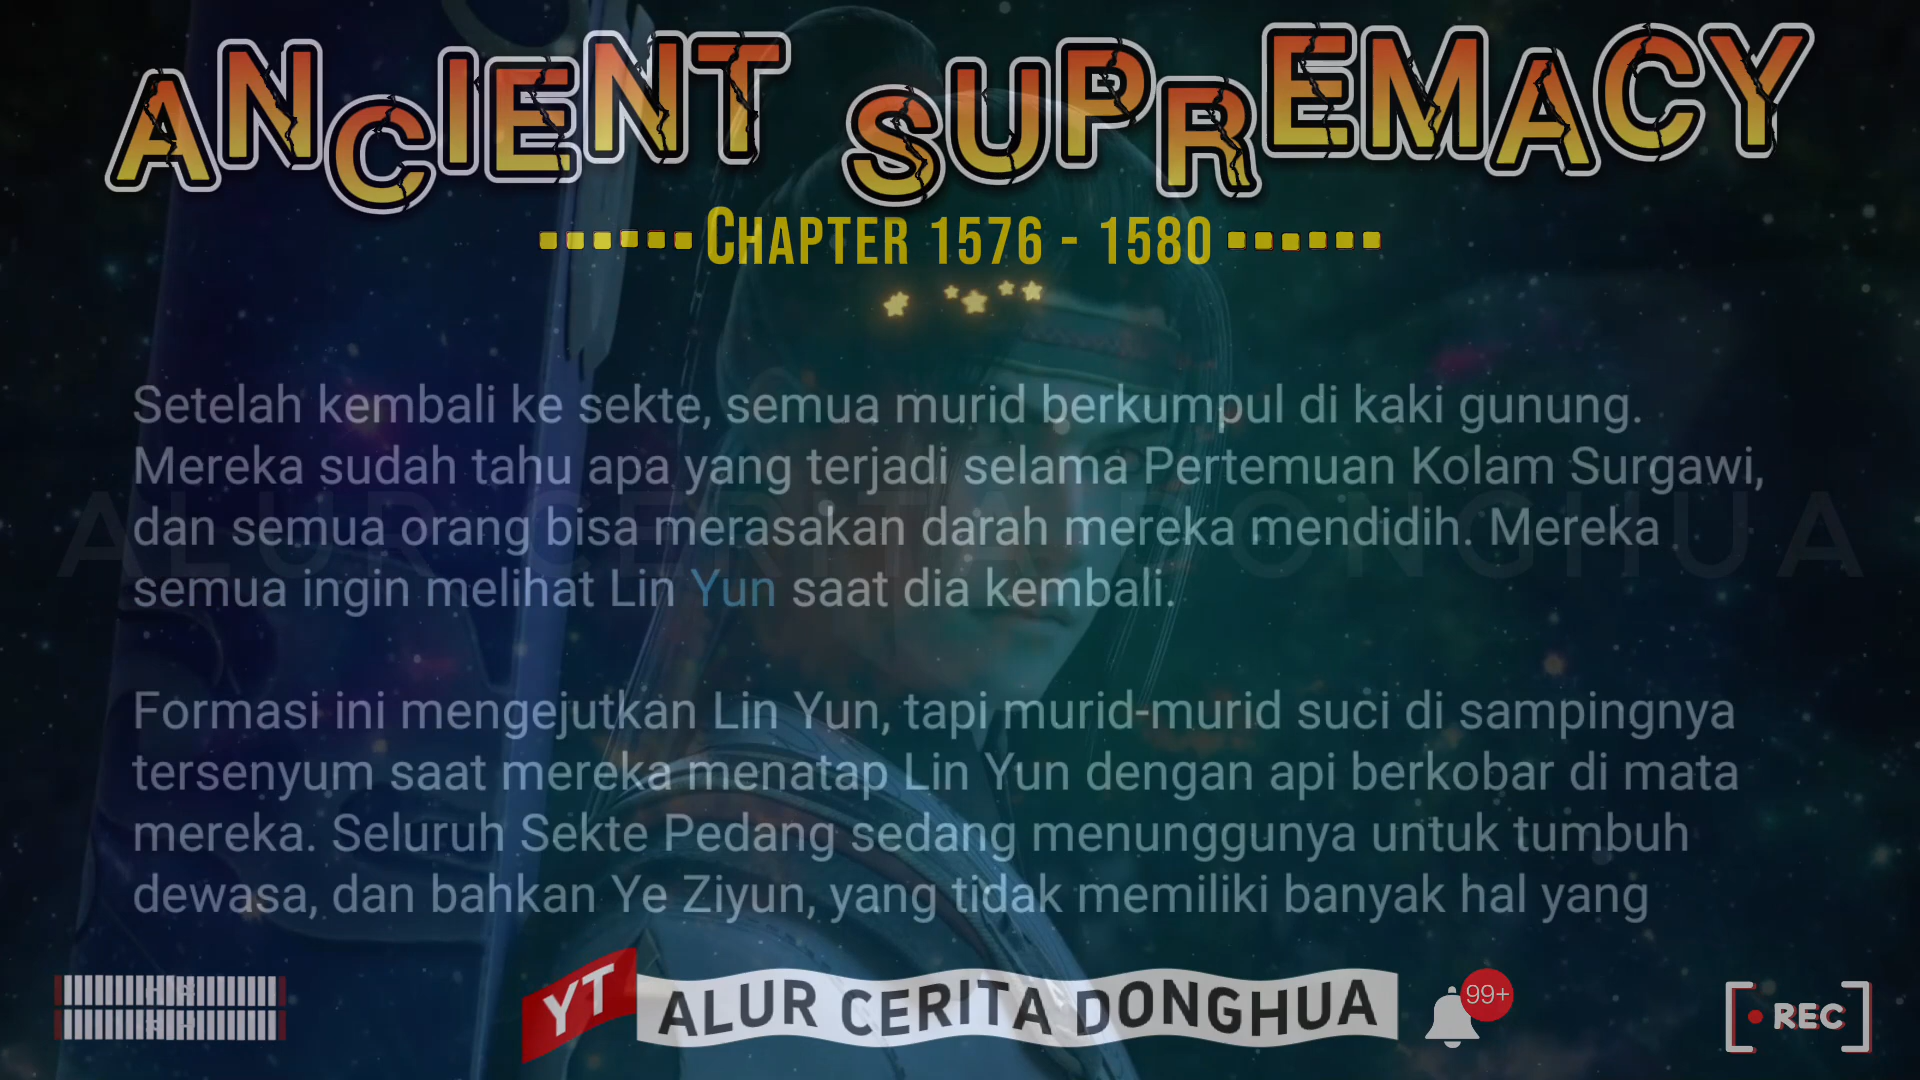 ANCIENT SUPREMACY
CHAPTER 1576 - 1580
Setelah kembali ke sekte, semua murid berkumpul di kaki gunung.
Mereka sudah tahu apa yang terjadi selama Pertemuan Kolam Surgawi,
ALUR CERITA DONGHUA
dan semua orang bisa merasakan darah mereka mendidih. Mereka
semua ingin melihat Lin Yun saat dia kembali.
Formasi ini mengejutkan Lin Yun, tapi murid-murid suci di sampingnya
tersenyum saat mereka menatap Lin Yun dengan api berkobar di mata
mereka. Seluruh Sekte Pedang sedang menunggunya untuk tumbuh
dewasa, dan bahkan Ye Ziyun, yang tidak memiliki banyak hal yang
YT ALUR CERITA DONGHUA
99+
REC